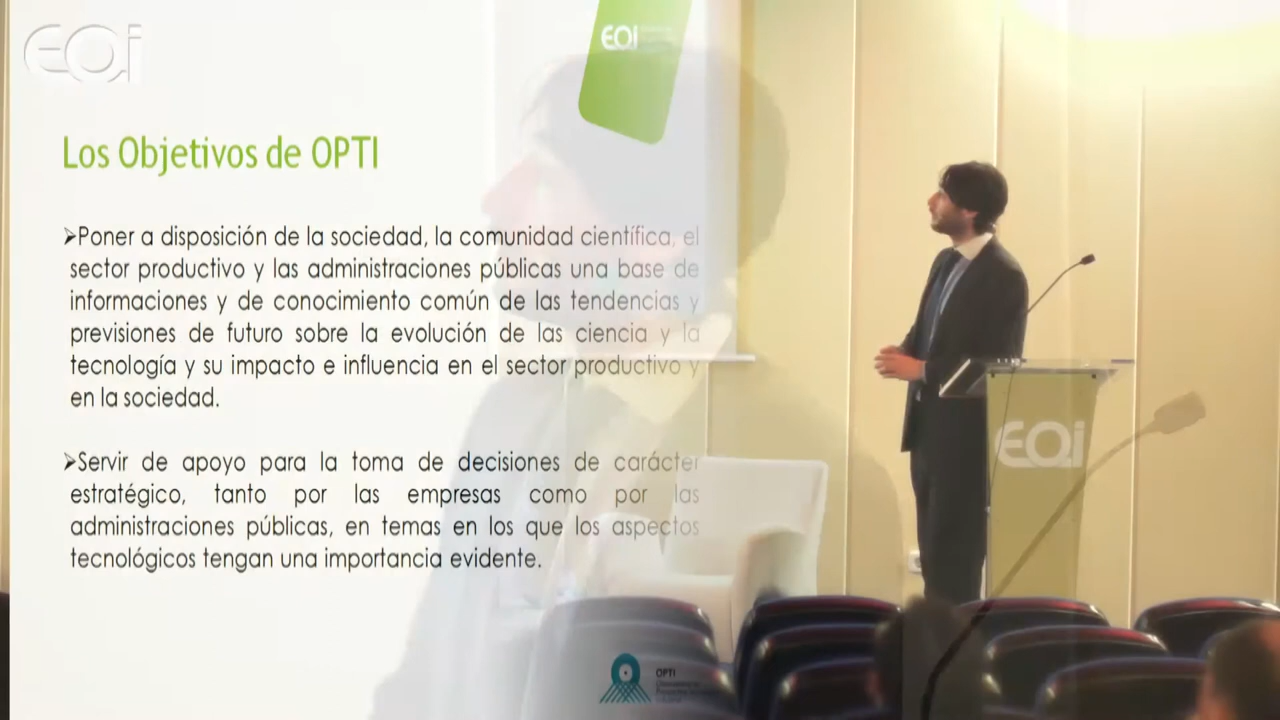 EOi
EOi
Los Objetivos de OPTI
➢Poner a disposición de la sociedad, la comunidad científica, el
sector productivo y las administraciones públicas una base de
informaciones y de conocimiento común de las tendencias y
previsiones de futuro sobre la evolución de las ciencia y la
tecnología y su impacto e influencia en el sector productivo y
en la sociedad.
➢Servir de apoyo para la toma de decisiones de carácter
estratégico, tanto por las empresas como por las
administraciones públicas, en temas en los que los aspectos
tecnológicos tengan una importancia evidente.
EOi
OPTI